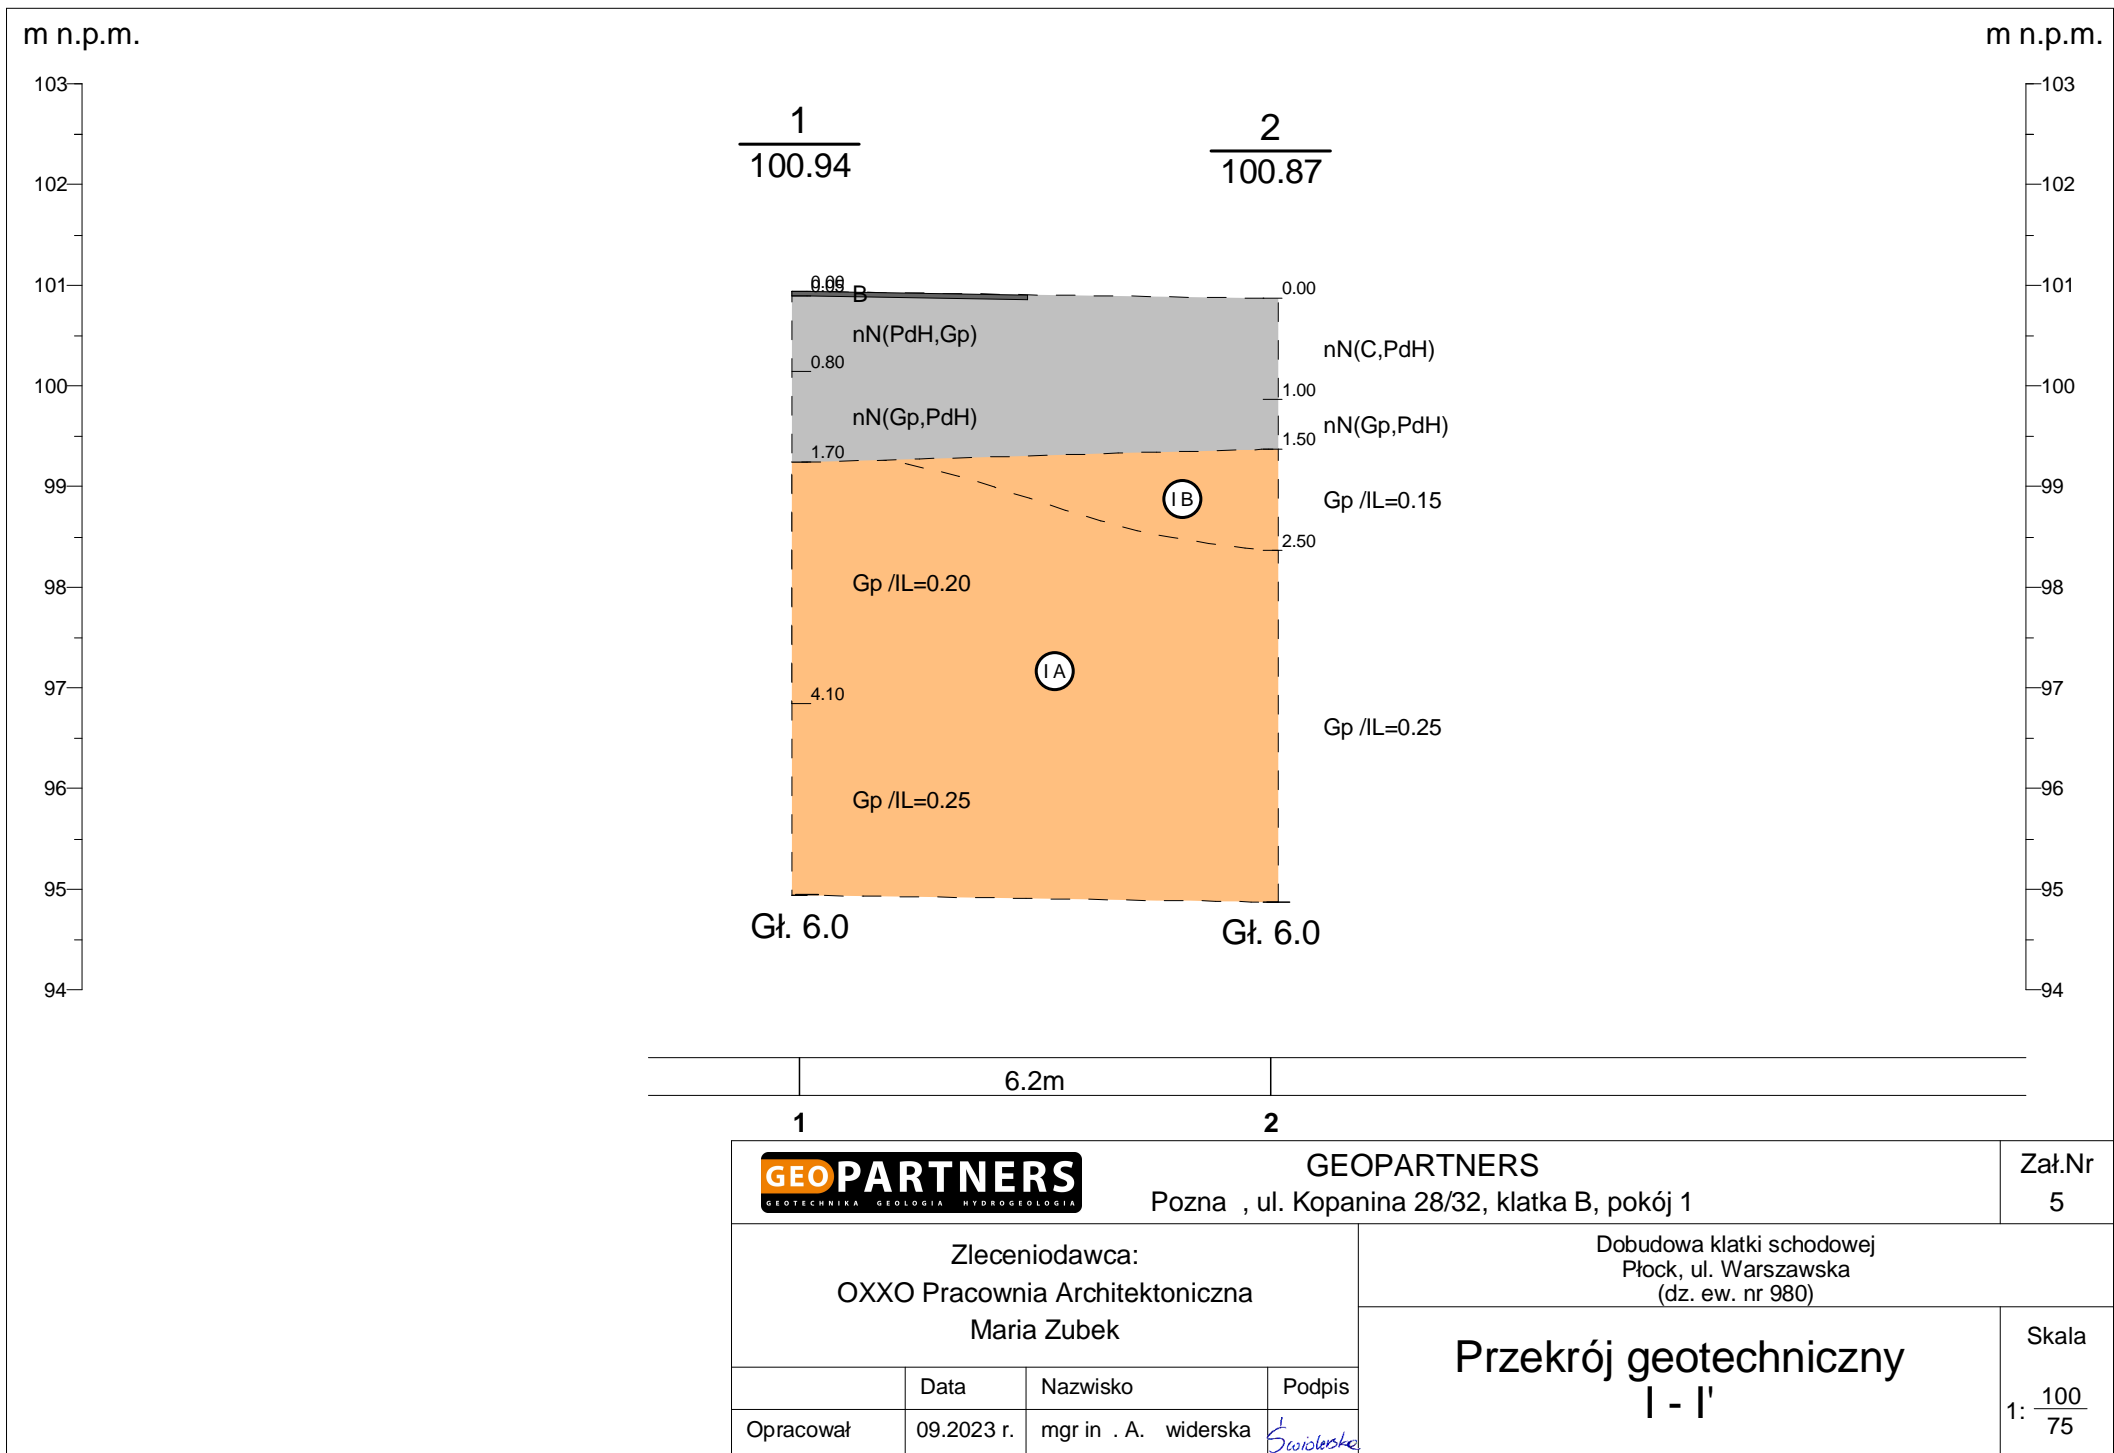 m n.p.m.
m n.p.m.
103
102
101
100
99
98
97
96
95
94
103
102
101
100
99
98
97
96
95
94
1
100.94
2
100.87
0.00
0.05
B
nN(PdH,Gp)
0.80
nN(Gp,PdH)
1.70
Gp /IL=0.20
4.10
Gp /IL=0.25
Gł. 6.0
I B
I A
0.00
nN(C,PdH)
1.00
nN(Gp,PdH)
1.50
Gp /IL=0.15
2.50
Gp /IL=0.25
Gł. 6.0
6.2m
1
2
GEOPARTNERS
GEOTECHNIKA GEOLOGIA HYDROGEOLOGIA
GEOPARTNERS
Pozna , ul. Kopanina 28/32, klatka B, pokój 1
Zał.Nr
5
Zleceniodawca:
OXXO Pracownia Architektoniczna
Maria Zubek
Dobudowa klatki schodowej
Płock, ul. Warszawska
(dz. ew. nr 980)
Przekrój geotechniczny
I - I'
Skala
1: 100
75
Data Nazwisko Podpis
Opracował 09.2023 r. mgr in . A. widerska Świderska